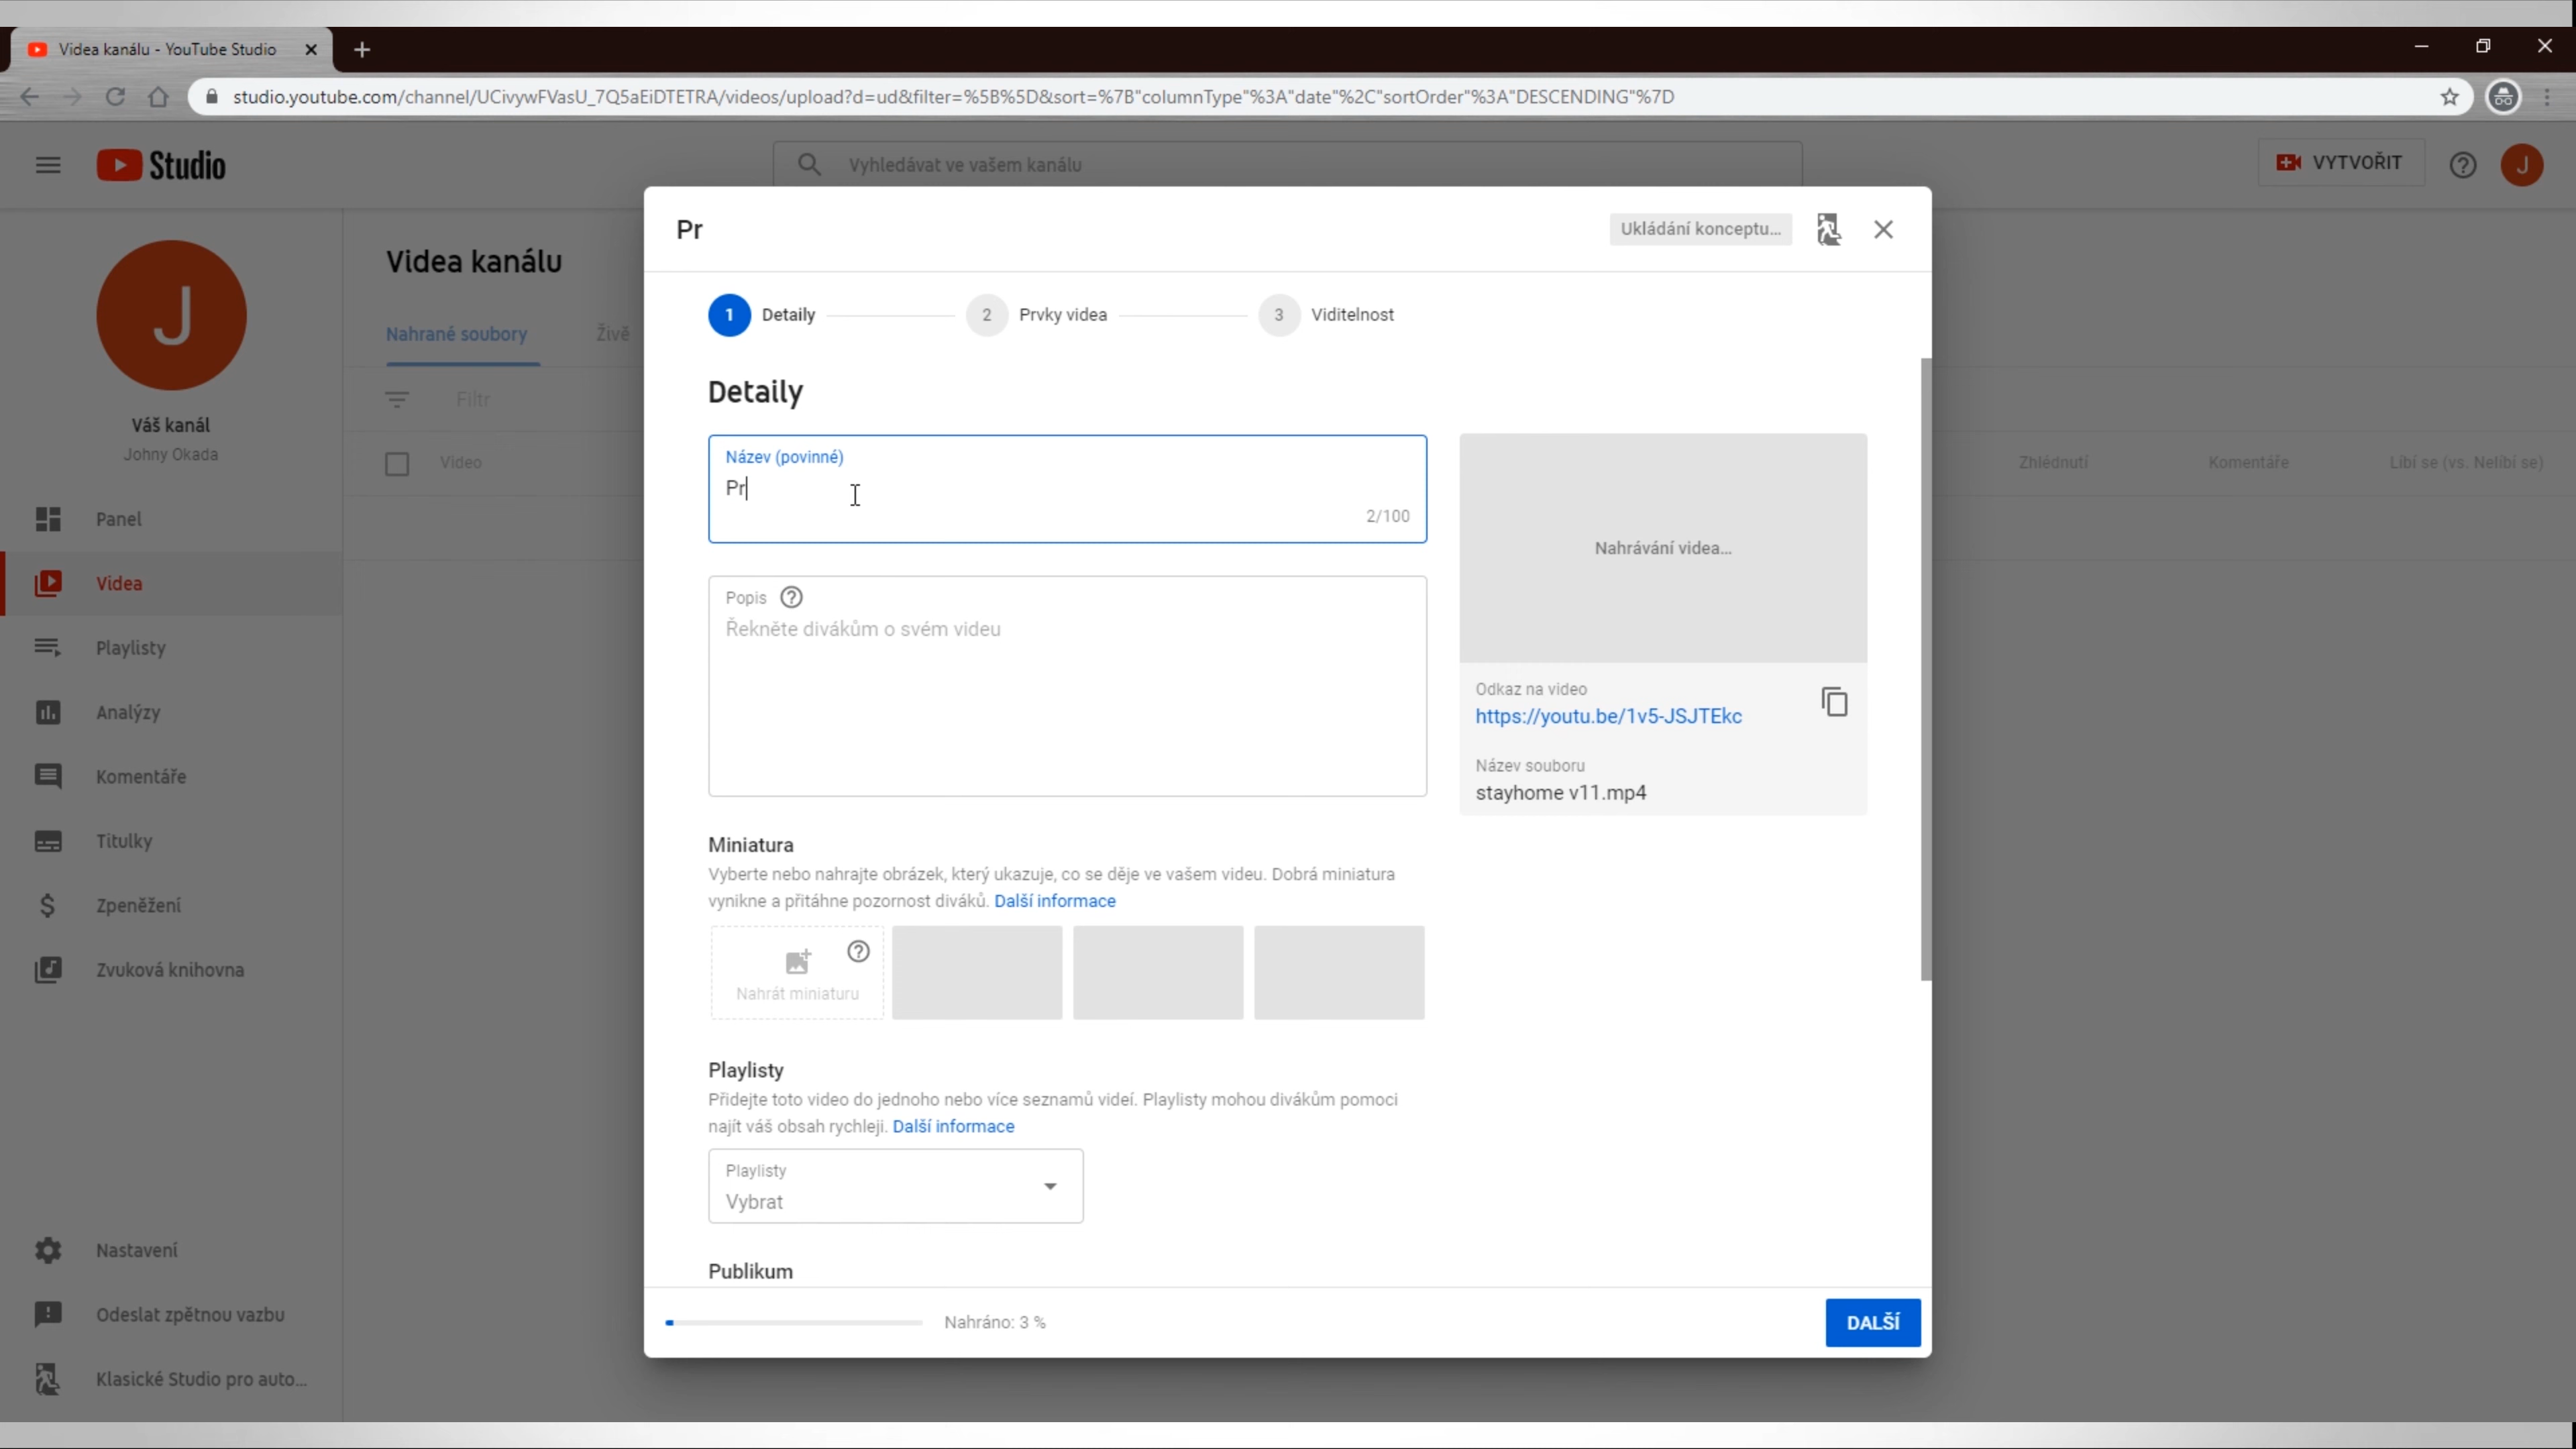 Videa kanálu - YouTube Studio
studio.youtube.com/channel/UCivywFVasU_7Q5aEiDTETRA/videos/upload?d=ud&filter=%5B%5D&sort=%7B"columnType"%3A"date"%2C"sortOrder"%3A"DESCENDING"%7D
Studio
Vyhledávat ve vašem kanálu
VYTVOŘIT
J
J
Váš kanál
Johny Okada
Panel
Videa
Playlisty
Analýzy
Komentáře
Titulky
Zpeněžení
Zvuková knihovna
Nastavení
Odeslat zpětnou vazbu
Klasické Studio pro auto...
Videa kanálu
Nahrané soubory
Živě
Filtr
Video
Zhlédnutí
Komentáře
Líbí se (vs. Nelíbí se)
Pr
Ukládání konceptu...
1 Detaily
2 Prvky videa
3 Viditelnost
Detaily
Název (povinné)
Pr
2/100
Popis
Řekněte divákům o svém videu
Nahrávání videa...
Odkaz na video
https://youtu.be/1v5-JSJTEkc
Název souboru
stayhome v11.mp4
Miniatura
Vyberte nebo nahrajte obrázek, který ukazuje, co se děje ve vašem videu. Dobrá miniatura
vynikne a přitáhne pozornost diváků. Další informace
Nahrát miniaturu
Playlisty
Přidejte toto video do jednoho nebo více seznamů videí. Playlisty mohou divákům pomoci
najít váš obsah rychleji. Další informace
Playlisty
Vybrat
Publikum
Nahráno: 3 %
DALŠÍ